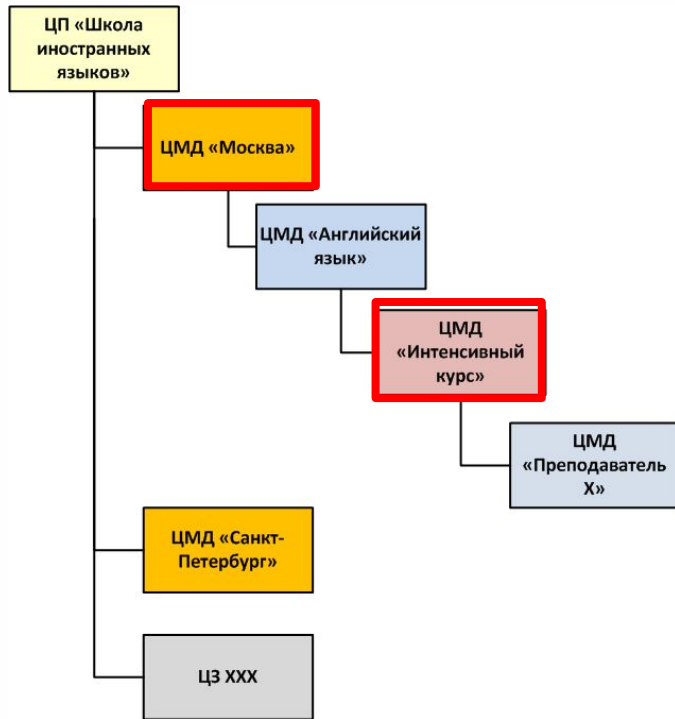 ЦП «Школа
иностранных
языков»
ЦМД «Москва»
ЦМД «Английский
язык»
ЦМД
«Интенсивный
курс»
ЦМД
«Преподаватель
X»
ЦМД «Санкт-
Петербург»
ЦЗ ХХХ